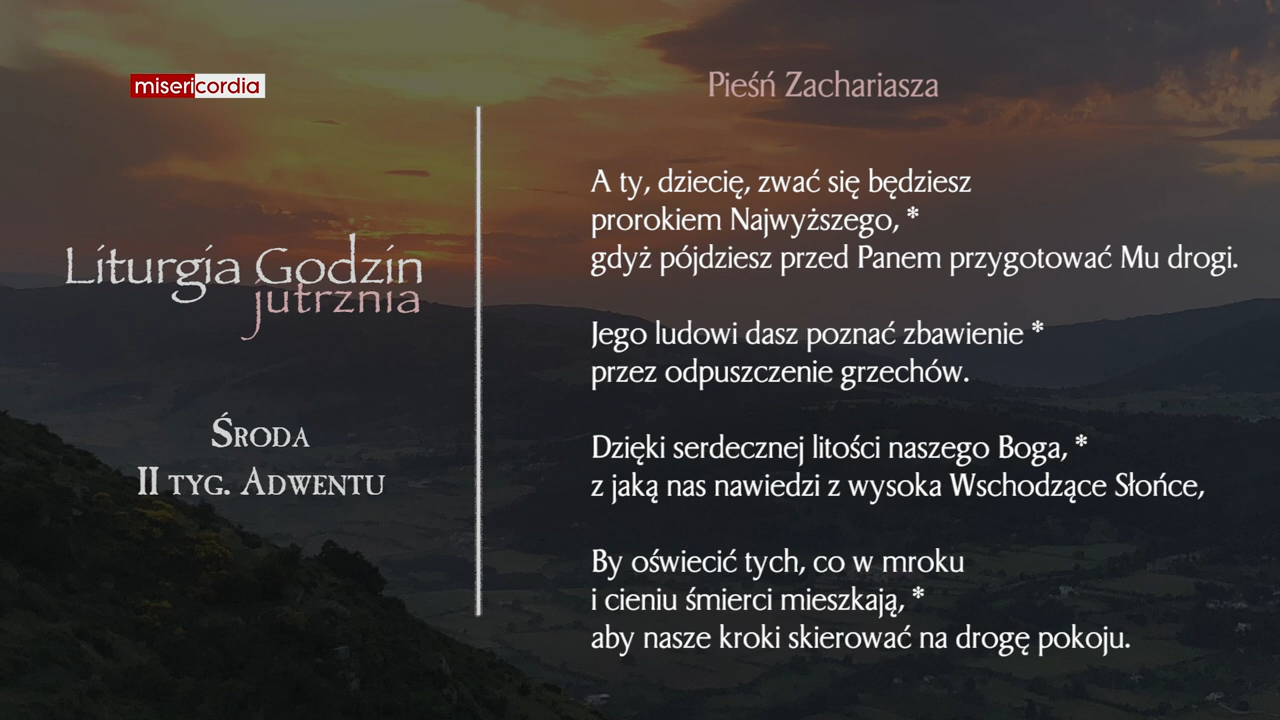 misericordia
Liturgia Godzin
jutrznia
Środa
II tyg. Adwentu
Pieśń Zachariasza
A ty, dziecię, zwać się będziesz
prorokiem Najwyższego, *
gdyż pójdziesz przed Panem przygotować Mu drogi.
Jego ludowi dasz poznać zbawienie *
przez odpuszczenie grzechów.
Dzięki serdecznej litości naszego Boga, *
z jaką nas nawiedzi z wysoka Wschodzące Słońce,
By oświecić tych, co w mroku
i cieniu śmierci mieszkają, *
aby nasze kroki skierować na drogę pokoju.